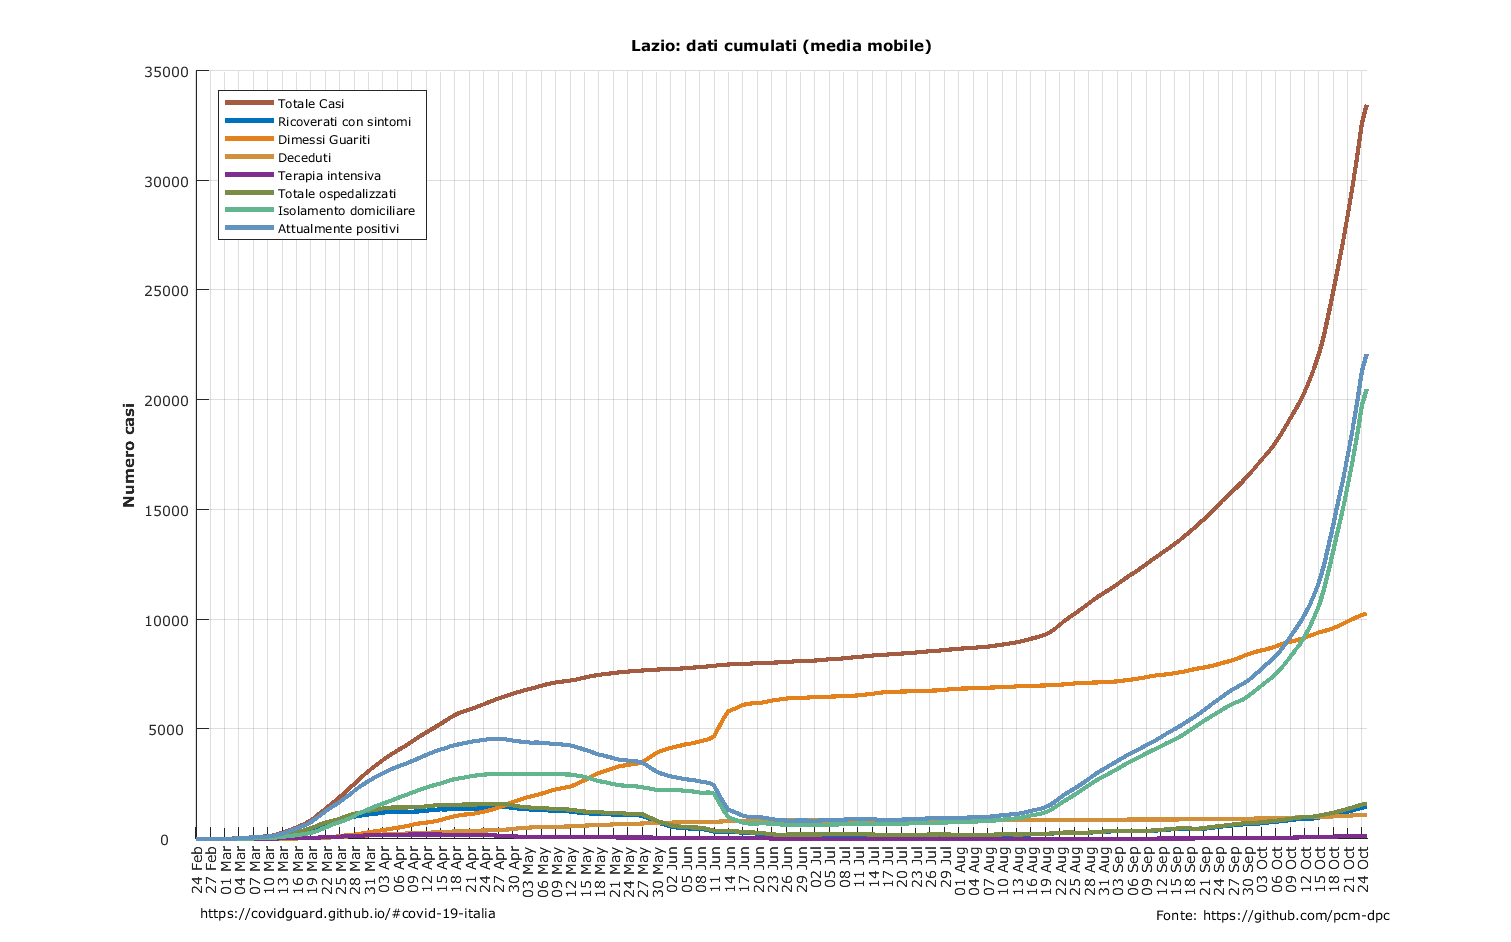 Lazio: dati cumulati (media mobile)
Numero casi
35000
30000
25000
20000
15000
10000
5000
0
Totale Casi
Ricoverati con sintomi
Dimessi Guariti
Deceduti
Terapia intensiva
Totale ospedalizzati
Isolamento domiciliare
Attualmente positivi
24 Feb
27 Feb
01 Mar
04 Mar
07 Mar
10 Mar
13 Mar
16 Mar
19 Mar
22 Mar
25 Mar
28 Mar
31 Mar
03 Apr
06 Apr
09 Apr
12 Apr
15 Apr
18 Apr
21 Apr
24 Apr
27 Apr
30 Apr
03 May
06 May
09 May
12 May
15 May
18 May
21 May
24 May
27 May
30 May
02 Jun
05 Jun
08 Jun
11 Jun
14 Jun
17 Jun
20 Jun
23 Jun
26 Jun
29 Jun
02 Jul
05 Jul
08 Jul
11 Jul
14 Jul
17 Jul
20 Jul
23 Jul
26 Jul
29 Jul
01 Aug
04 Aug
07 Aug
10 Aug
13 Aug
16 Aug
19 Aug
22 Aug
25 Aug
28 Aug
31 Aug
03 Sep
06 Sep
09 Sep
12 Sep
15 Sep
18 Sep
21 Sep
24 Sep
27 Sep
30 Sep
03 Oct
06 Oct
09 Oct
12 Oct
15 Oct
18 Oct
21 Oct
24 Oct
https://covidguard.github.io/#covid-19-italia
Fonte: https://github.com/pcm-dpc